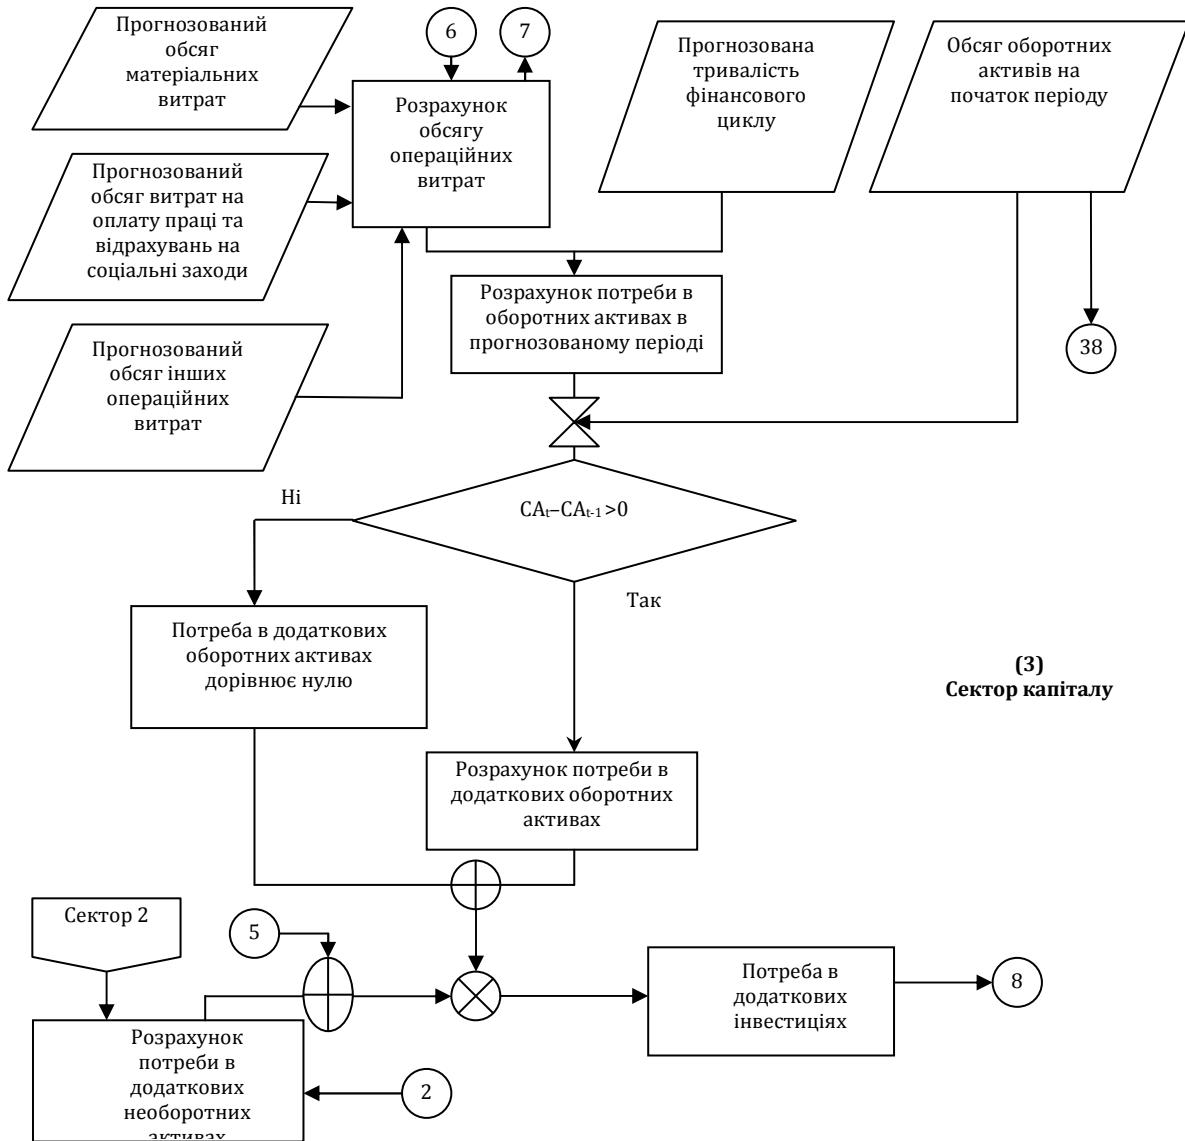 Прогнозований
обсяг
матеріальних
витрат
6
7
Прогнозована
тривалість
фінансового
циклу
Обсяг оборотних
активів на
початок періоду
Розрахунок
обсягу
операційних
витрат
Прогнозований
обсяг витрат на
оплату праці та
відрахувань на
соціальні заходи
Розрахунок потреби в
оборотних активах в
прогнозованому періоді
38
Прогнозований
обсяг інших
операційних
витрат
Ні
CAt–CAt-1 >0
Так
Потреба в додаткових
оборотних активах
дорівнює нулю
(3)
Сектор капіталу
Розрахунок потреби в
додаткових оборотних
активах
Сектор 2
5
Потреба в
додаткових
інвестиціях
8
Розрахунок
потреби в
додаткових
необоротних
активах
2